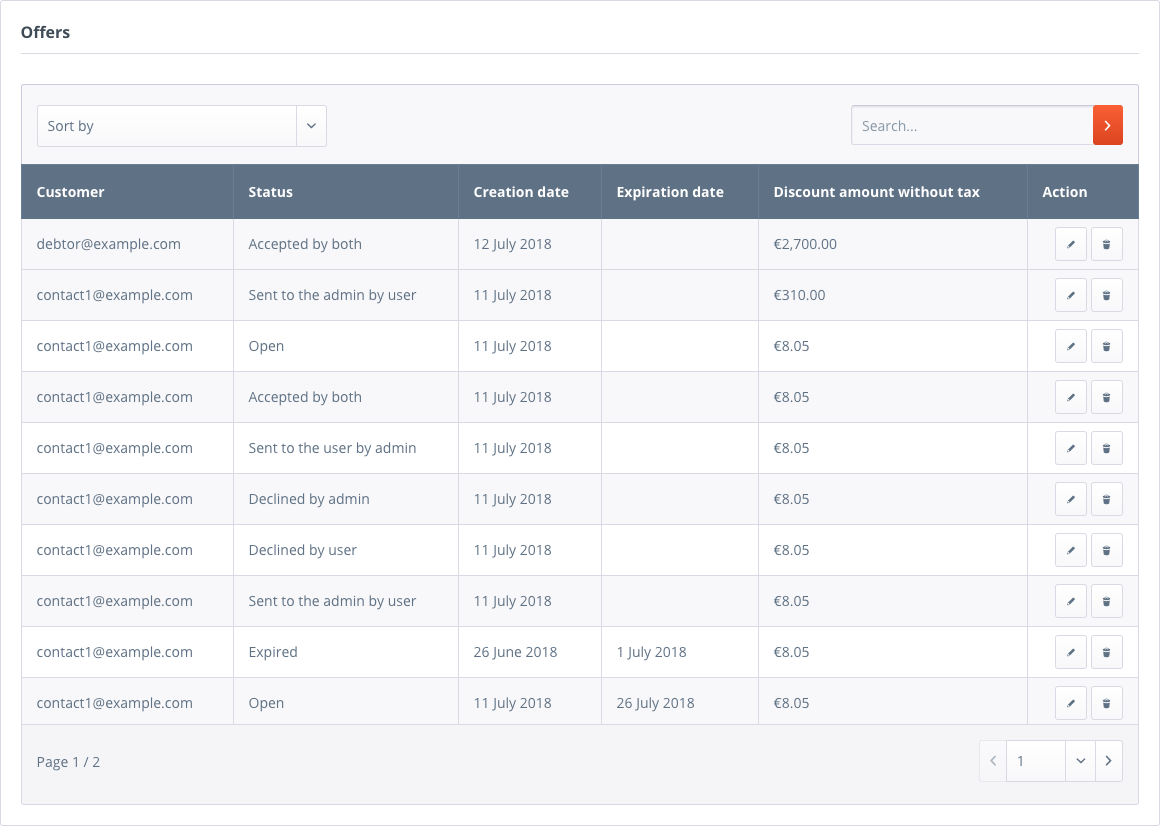 Offers
Sort by
Search...
Customer Status Creation date Expiration date Discount amount without tax Action
debtor@example.com Accepted by both 12 July 2018 €2,700.00
contact1@example.com Sent to the admin by user 11 July 2018 €310.00
contact1@example.com Open 11 July 2018 €8.05
contact1@example.com Accepted by both 11 July 2018 €8.05
contact1@example.com Sent to the user by admin 11 July 2018 €8.05
contact1@example.com Declined by admin 11 July 2018 €8.05
contact1@example.com Declined by user 11 July 2018 €8.05
contact1@example.com Sent to the admin by user 11 July 2018 €8.05
contact1@example.com Expired 26 June 2018 1 July 2018 €8.05
contact1@example.com Open 11 July 2018 26 July 2018 €8.05
Page 1 / 2
1